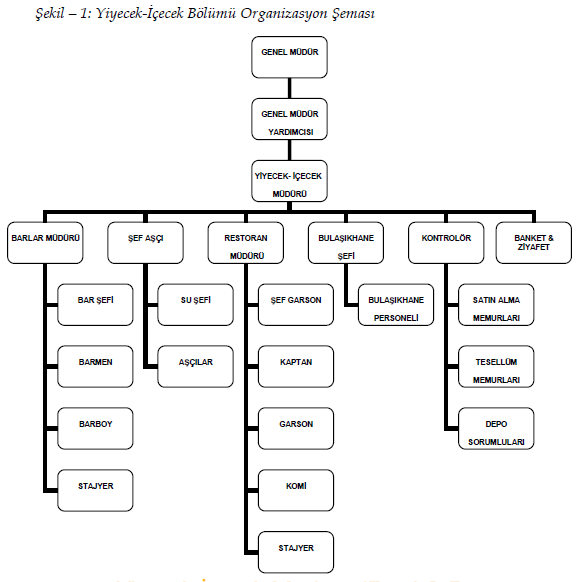 Şekil – 1: Yiyecek-İçecek Bölümü Organizasyon Şeması
GENEL MÜDÜR
GENEL MÜDÜR
YARDIMCISI
YİYECEK- İÇECEK
MÜDÜRÜ
BARLAR MÜDÜRÜ
ŞEF AŞÇI
RESTORAN
MÜDÜRÜ
BULAŞIKHANE
ŞEFİ
KONTROLÖR
BANKET &
ZİYAFET
BAR ŞEFİ
SU ŞEFİ
ŞEF GARSON
BULAŞIKHANE
PERSONELİ
SATIN ALMA
MEMURLARI
BARMEN
AŞÇILAR
KAPTAN
TESELLÜM
MEMURLARI
BARBOY
GARSON
DEPO
SORUMLULARI
STAJYER
KOMİ
STAJYER